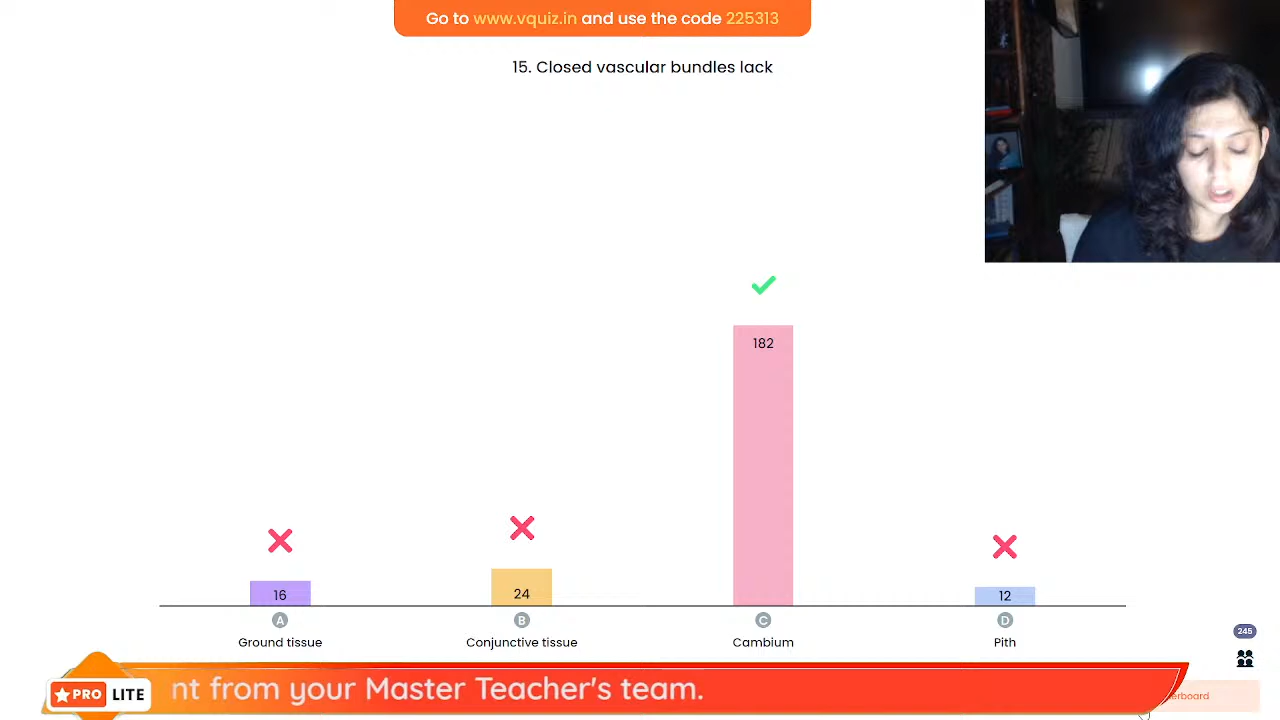 Go to www.vquiz.in and use the code 225313
15. Closed vascular bundles lack
182
16
24
12
A
B
C
D
Ground tissue
Conjunctive tissue
Cambium
Pith
245
PRO LITE
nt from your Master Teacher's team.
erboard